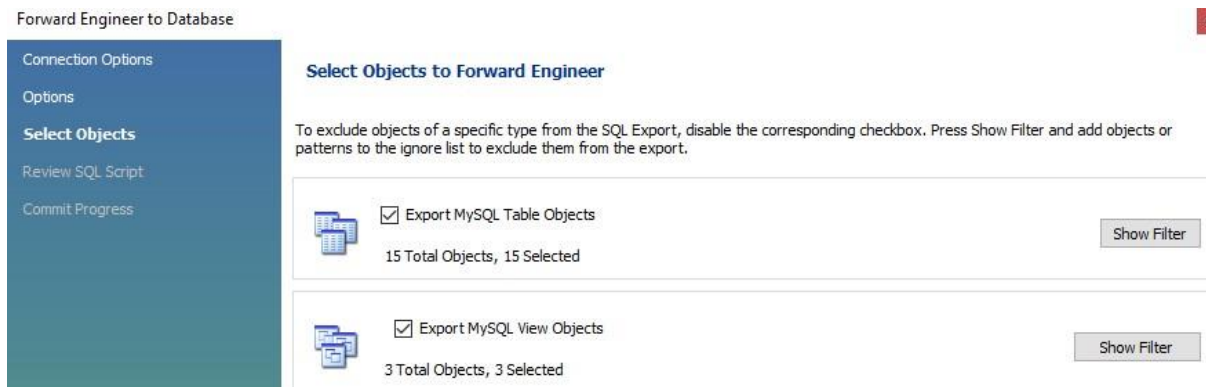 Forward Engineer to Database
Connection Options
Options
Select Objects
Review SQL Script
Commit Progress
Select Objects to Forward Engineer
To exclude objects of a specific type from the SQL Export, disable the corresponding checkbox. Press Show Filter and add objects or
patterns to the ignore list to exclude them from the export.
Export MySQL Table Objects
15 Total Objects, 15 Selected
Show Filter
Export MySQL View Objects
3 Total Objects, 3 Selected
Show Filter